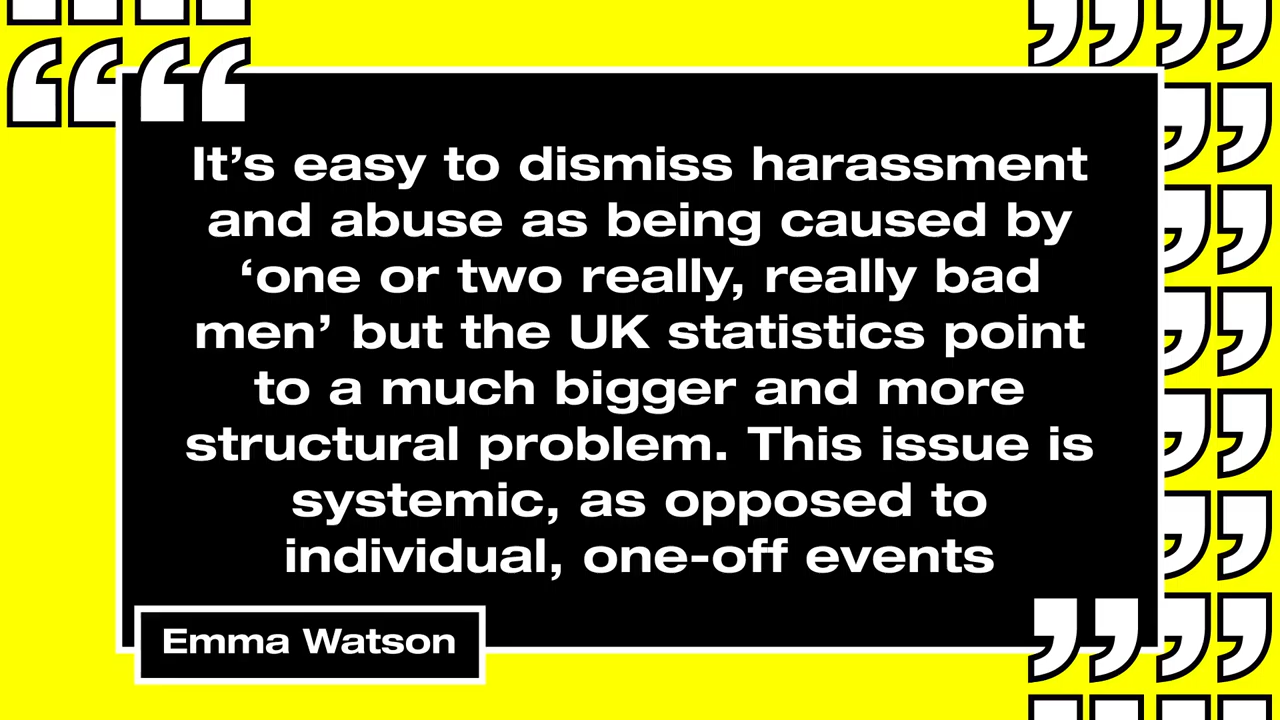 It’s easy to dismiss harassment
and abuse as being caused by
‘one or two really, really bad
men’ but the UK statistics point
to a much bigger and more
structural problem. This issue is
systemic, as opposed to
individual, one-off events
Emma Watson